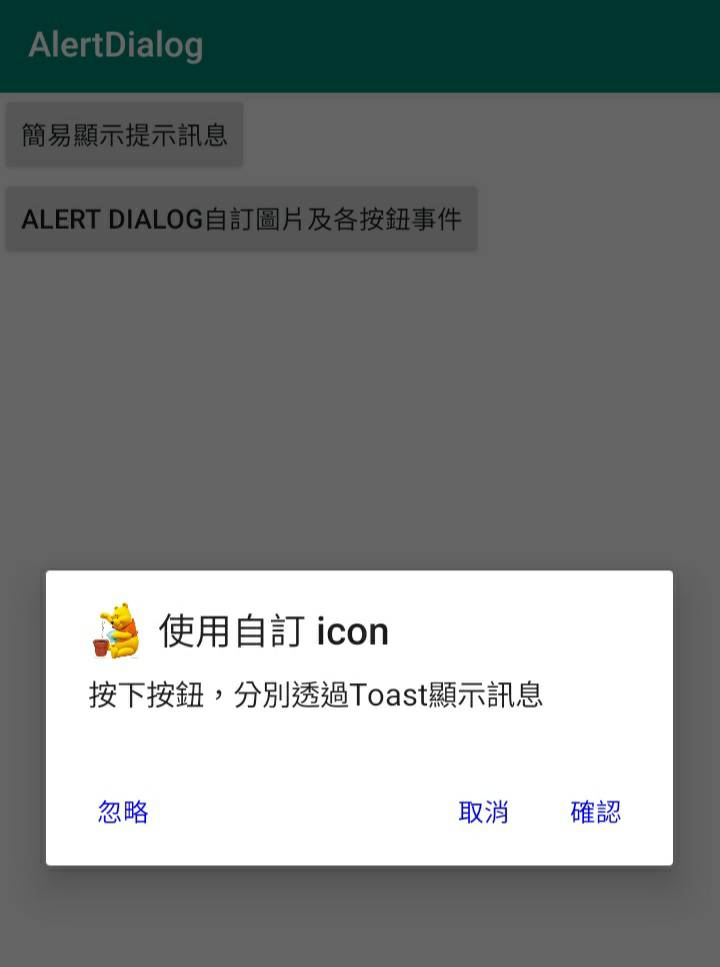 AlertDialog
簡易顯示提示訊息
ALERT DIALOG自訂圖片及各按鈕事件
使用自訂 icon
按下按鈕，分別透過Toast顯示訊息
忽略 取消 確認